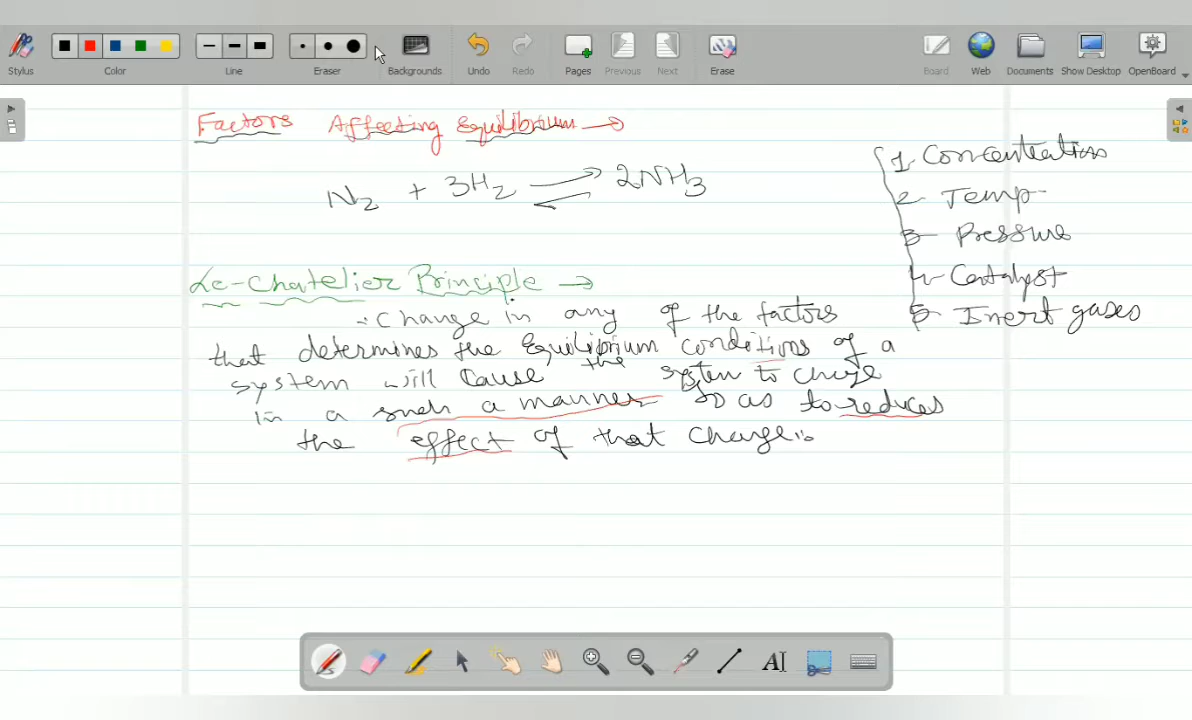 Stylus Color Line Eraser Backgrounds Undo Redo Pages Previous Next Erase Board Web Documents Show Desktop OpenBoard
Factors Affecting Equilibrium →
N2 + 3H2 ⇌ 2NH3
1 Concentration
2 Temp
3 Pressure
4 Catalyst
5 Inert gases
Le-Chatelier Principle →
Change in any of the factors
that determines the Equilibrium conditions of a
system will cause the system to change
in a such a manner so as to reduces
the effect of that change
AI